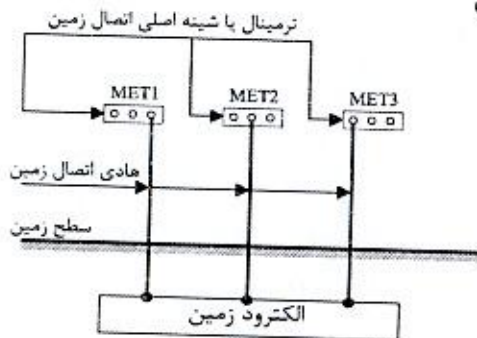 ترمینال یا شینه اصلی اتصال زمین
MET1
MET2
MET3
هادی اتصال زمین
سطح زمین
الکترود زمین